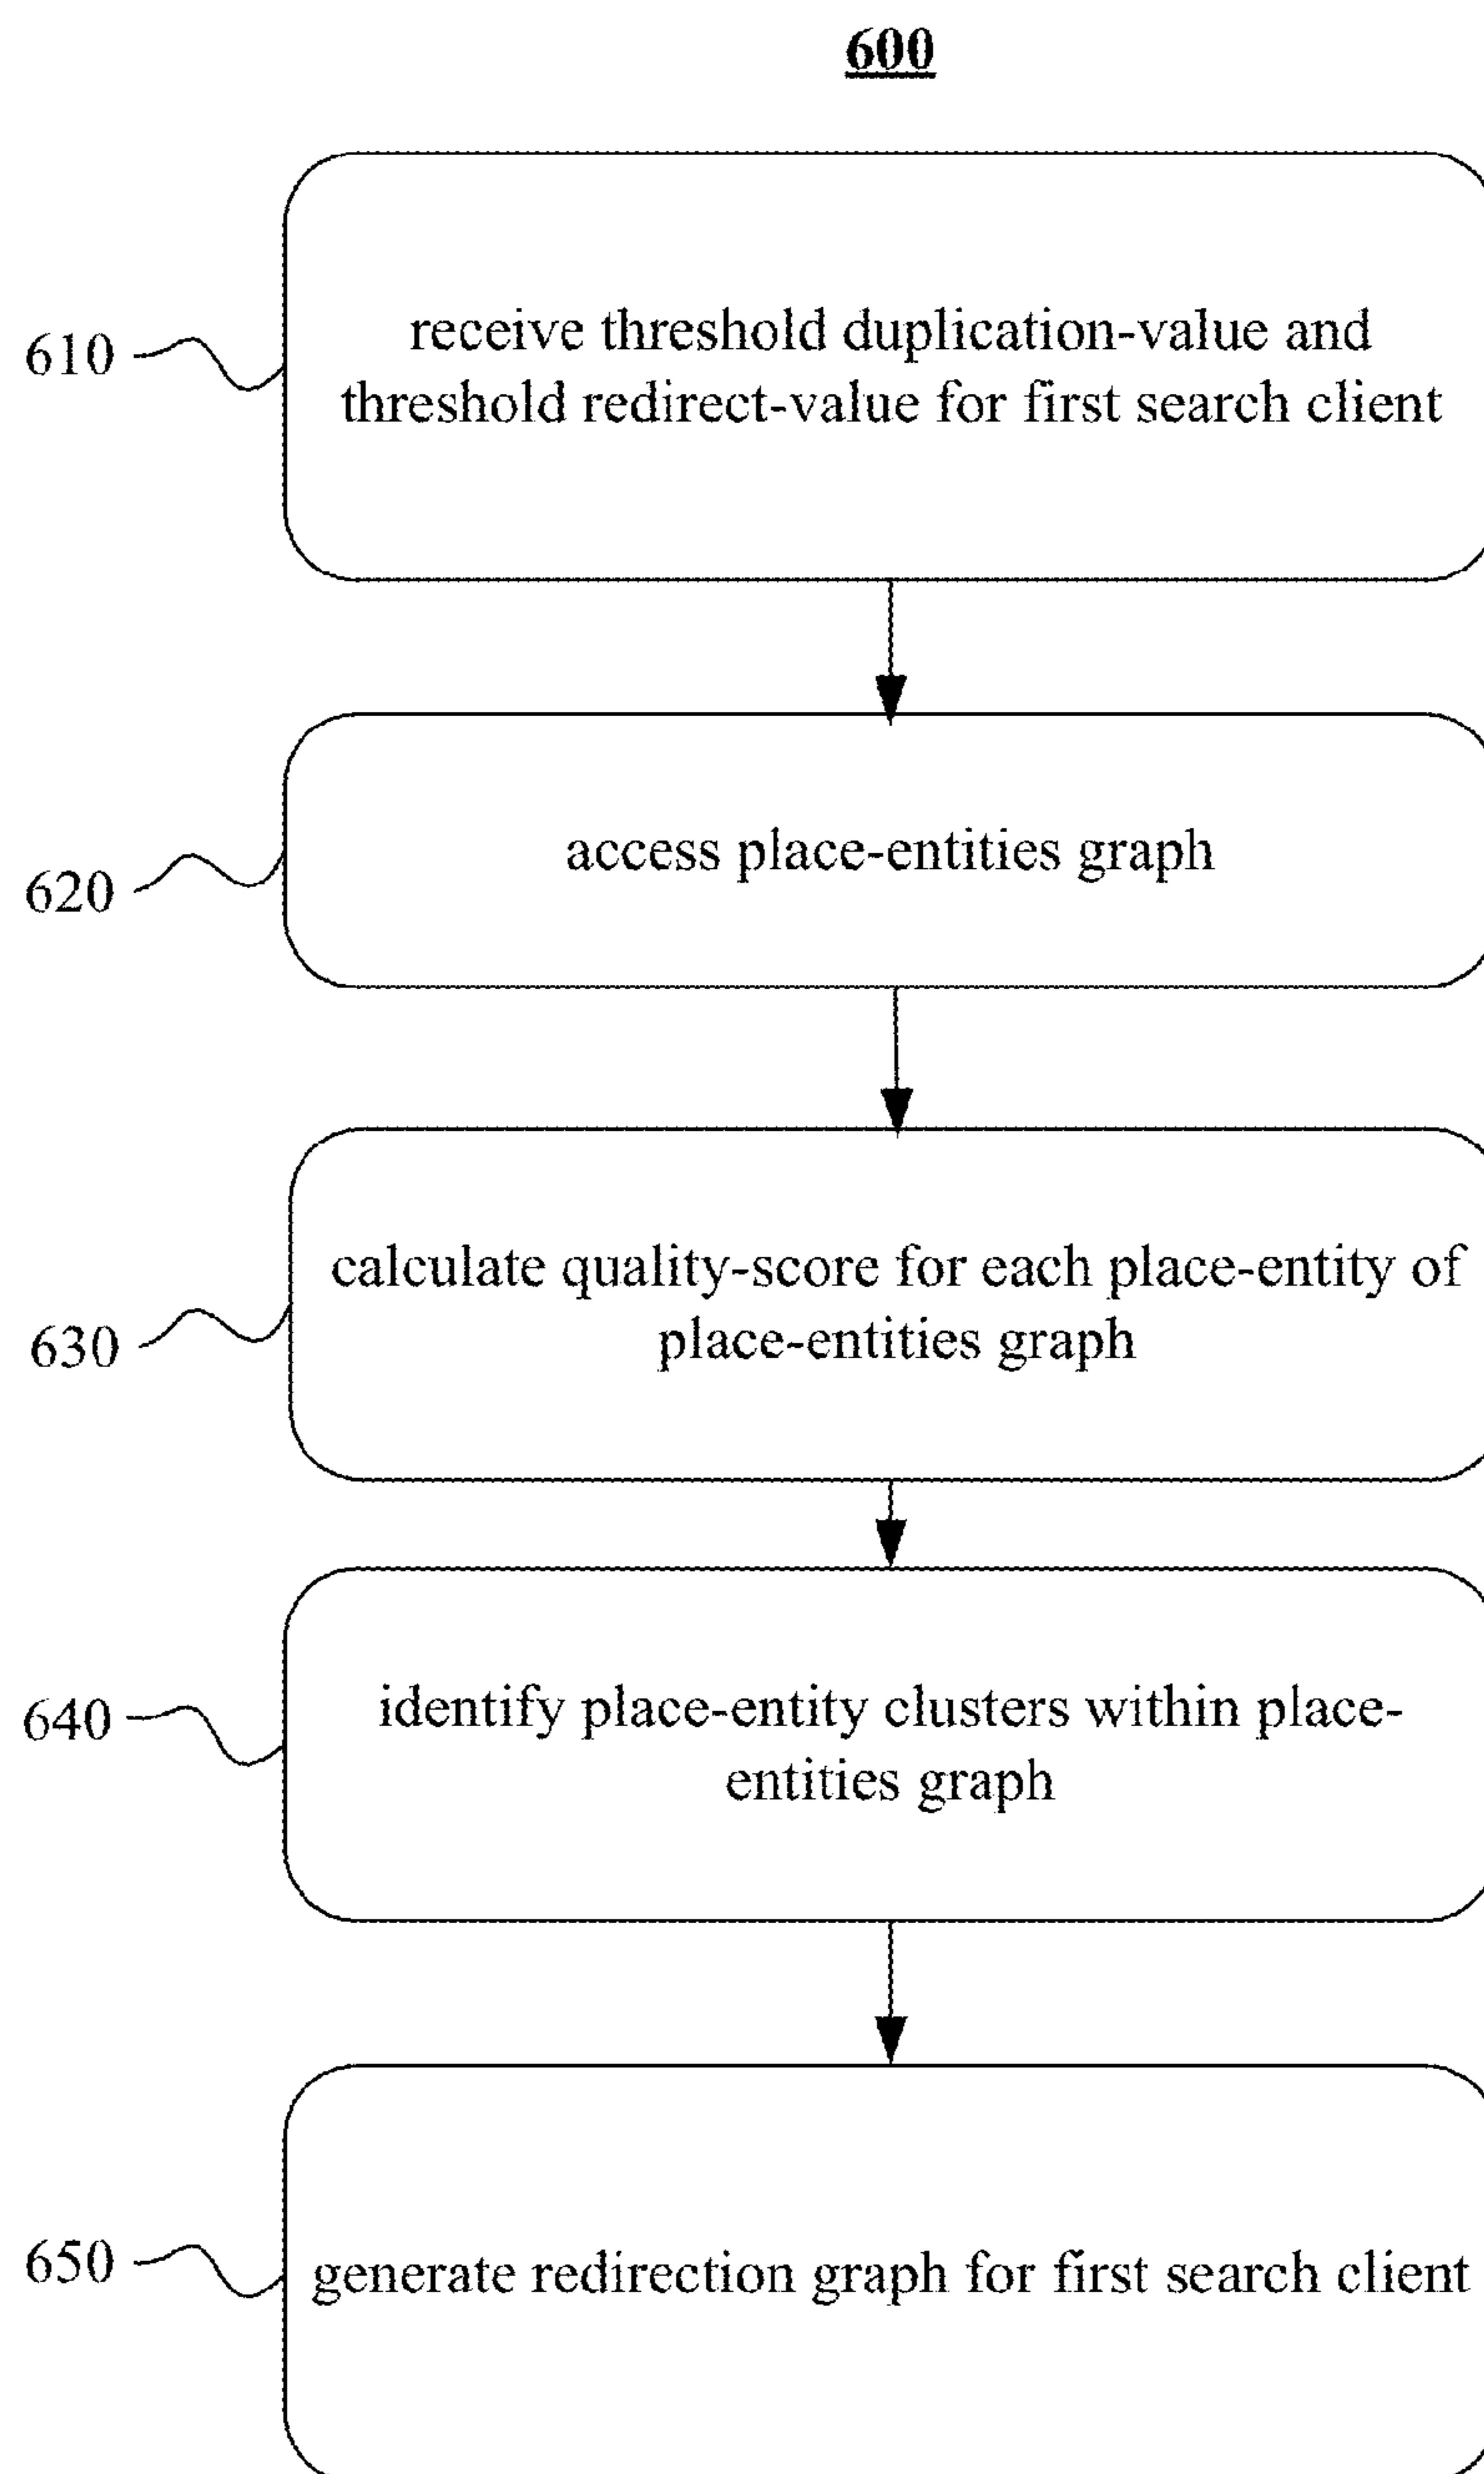 600
610
receive threshold duplication-value and
threshold redirect-value for first search client
620
access place-entities graph
630
calculate quality-score for each place-entity of
place-entities graph
640
identify place-entity clusters within place-
entities graph
650
generate redirection graph for first search client